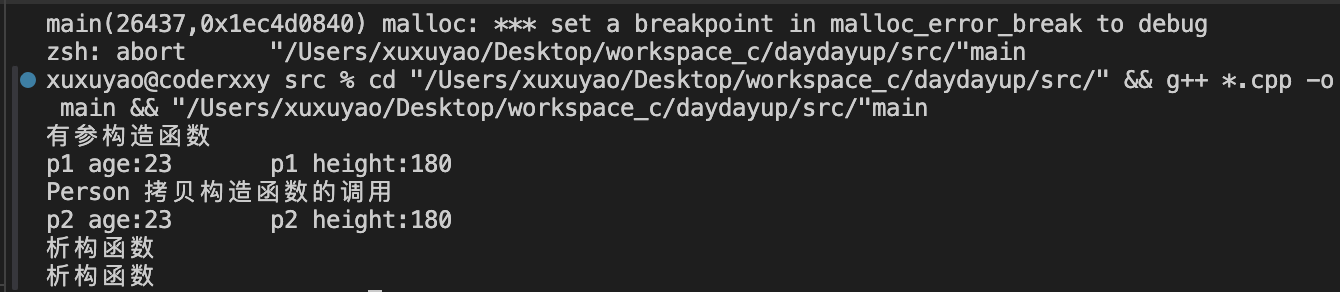 main(26437,0x1ec4d0840) malloc: *** set a breakpoint in malloc_error_break to debug
zsh: abort      "/Users/xuxuyao/Desktop/workspace_c/daydayup/src/"main
xuxuyao@coderxxy src % cd "/Users/xuxuyao/Desktop/workspace_c/daydayup/src/" && g++ *.cpp -o
main && "/Users/xuxuyao/Desktop/workspace_c/daydayup/src/"main
有参构造函数
p1 age:23       p1 height:180
Person 拷贝构造函数的调用
p2 age:23       p2 height:180
析构函数
析构函数